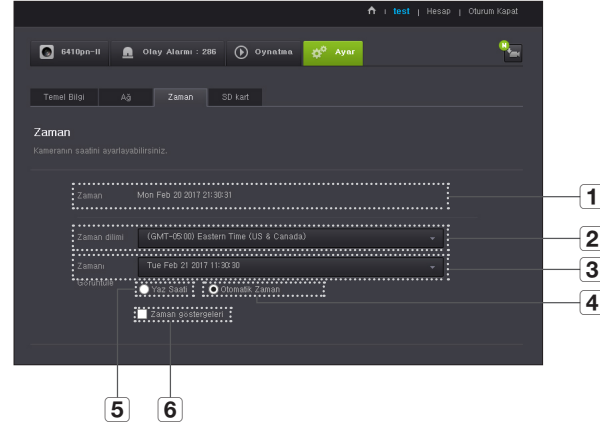 test | Hesap | Oturum Kapat
6410pn-II Olay Alarmı : 286 Oynatma Ayar
N
Temel Bilgi Ağ Zaman SD kart
Zaman
Kameranın saatini ayarlayabilirsiniz.
Zaman Mon Feb 20 2017 21:30:31
1
Zaman dilimi (GMT-05:00) Eastern Time (US & Canada)
2
Zamanı Görüntüle Tue Feb 21 2017 11:30:30
3
Yaz Saati Otomatik Zaman
4
Zaman göstergeleri
5 6